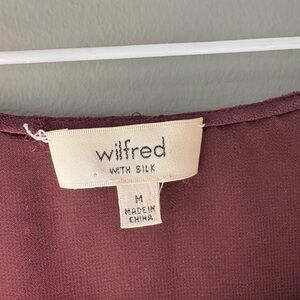 wilfred
WITH SILK
M
MADE IN
CHINA